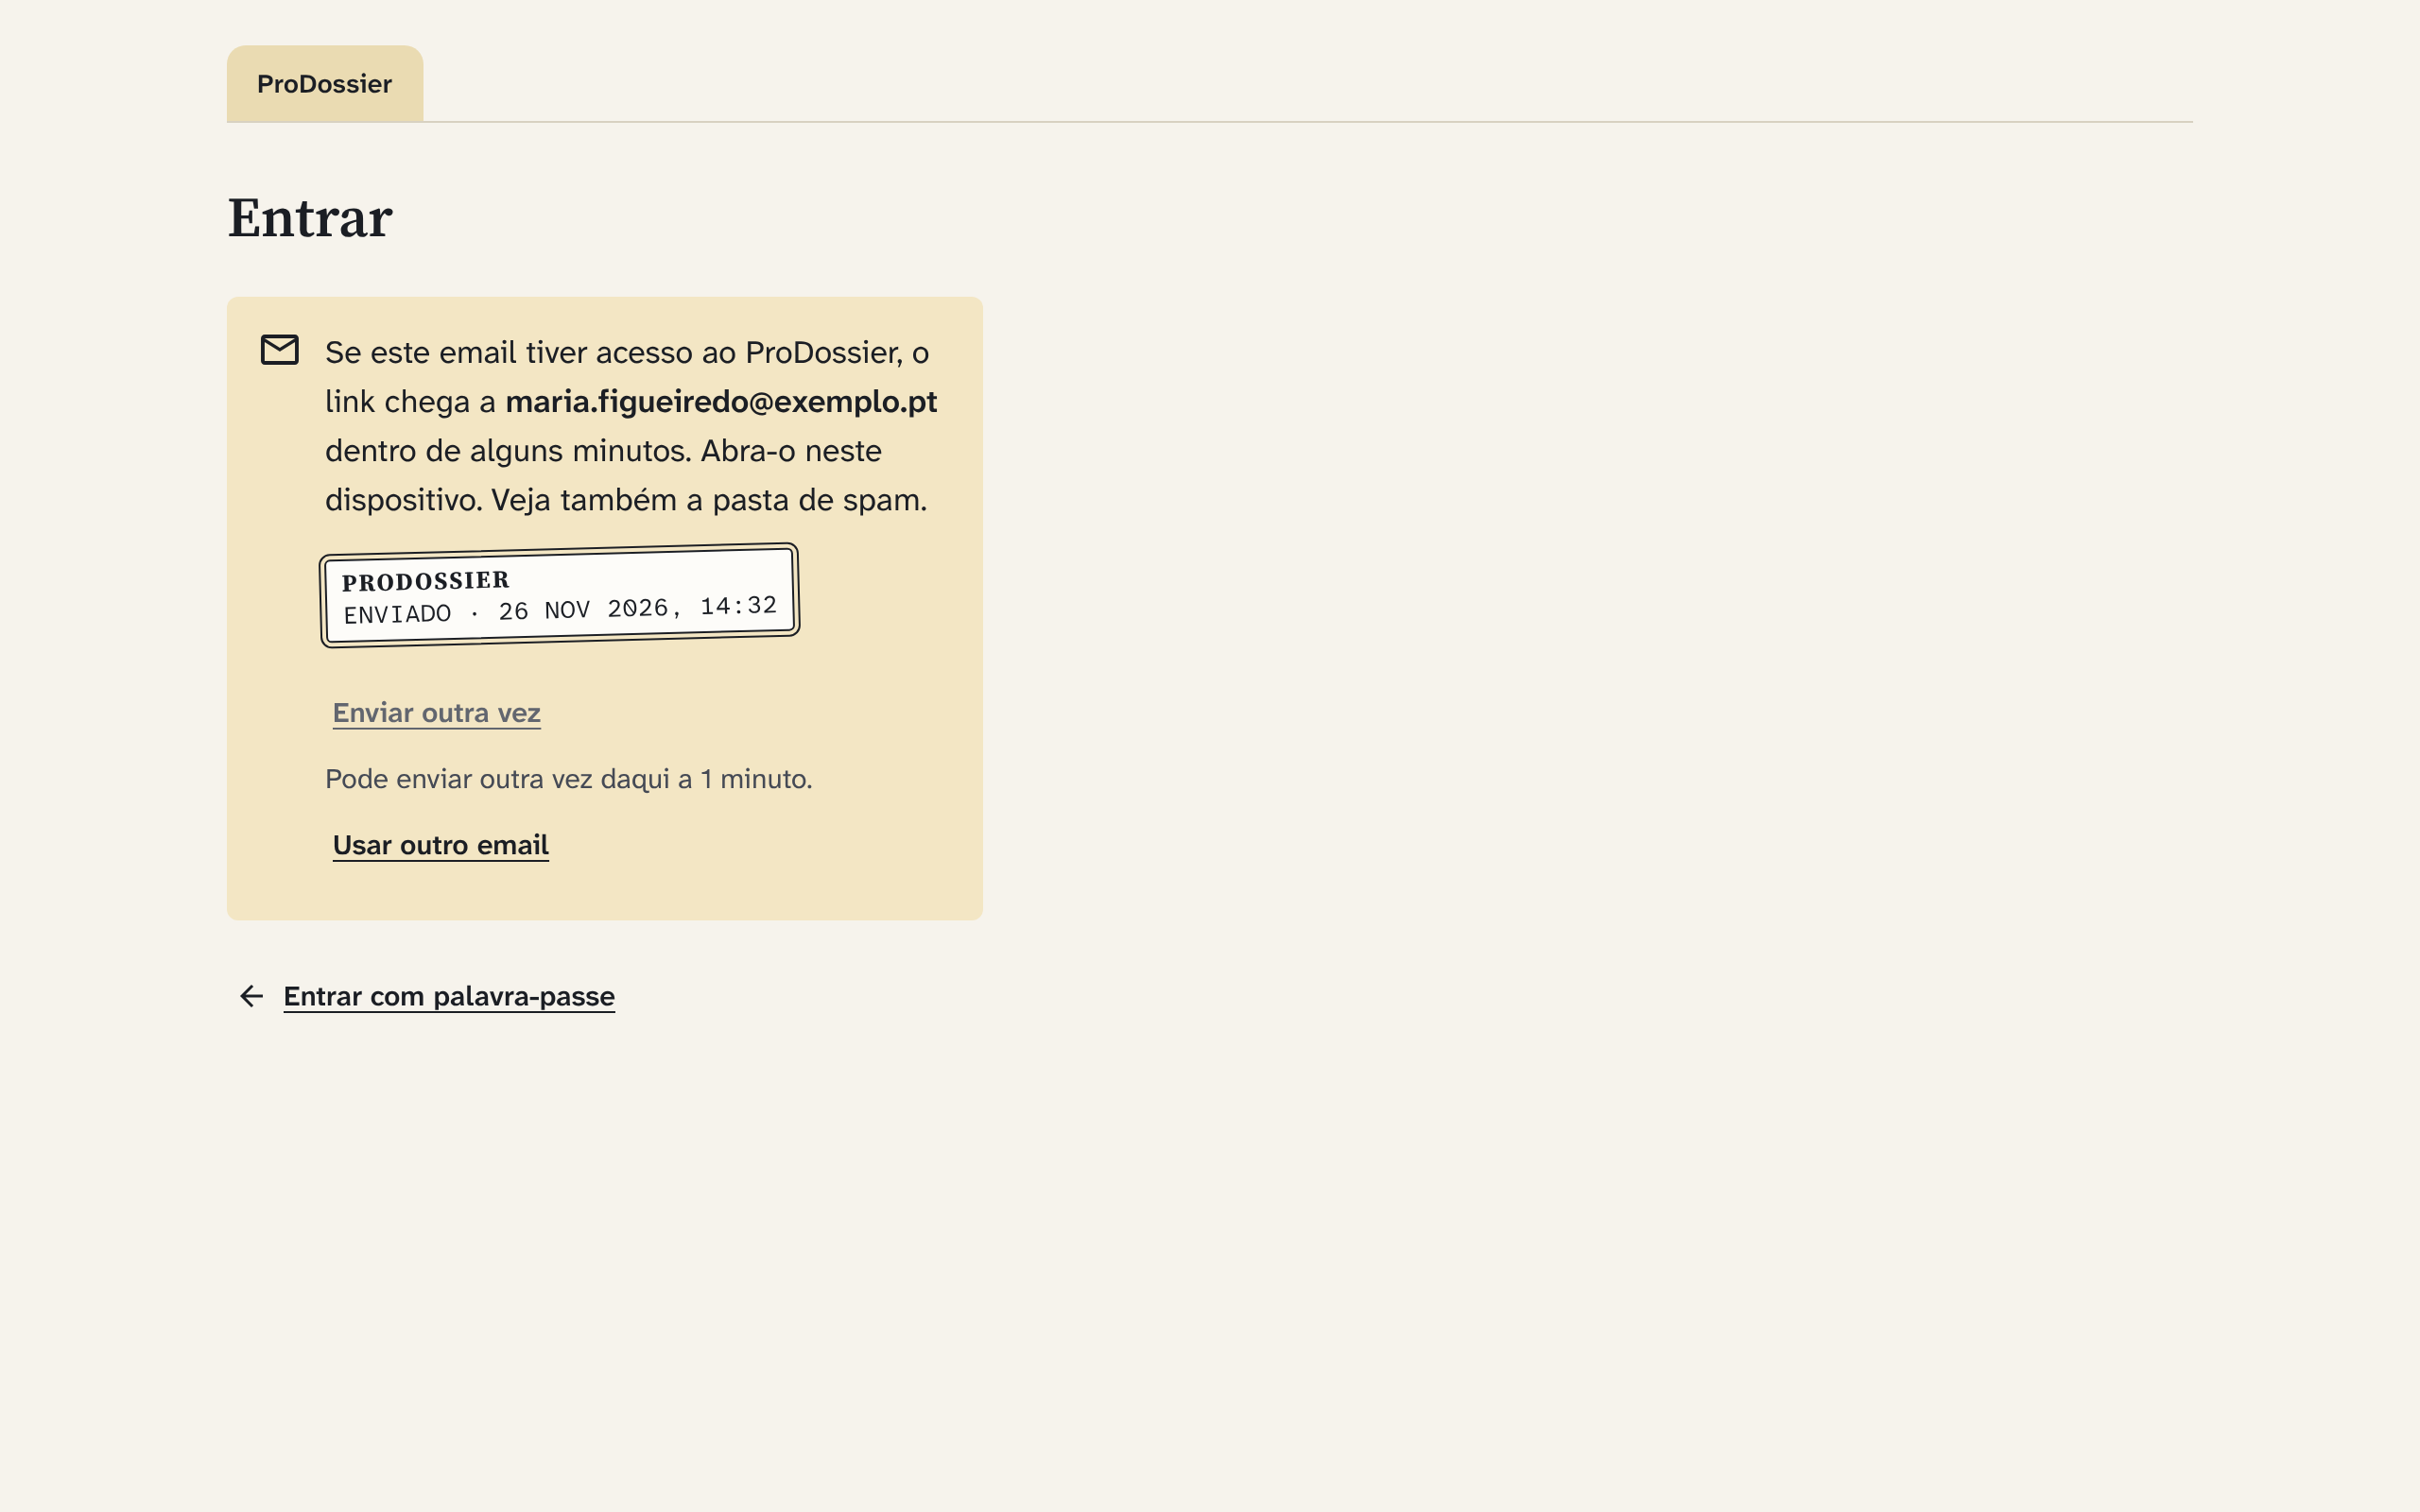 ProDossier
Entrar
Se este email tiver acesso ao ProDossier, o
link chega a maria.figueiredo@exemplo.pt
dentro de alguns minutos. Abra-o neste
dispositivo. Veja também a pasta de spam.
PRODOSSIER
ENVIADO · 26 NOV 2026, 14:32
Enviar outra vez
Pode enviar outra vez daqui a 1 minuto.
Usar outro email
← Entrar com palavra-passe